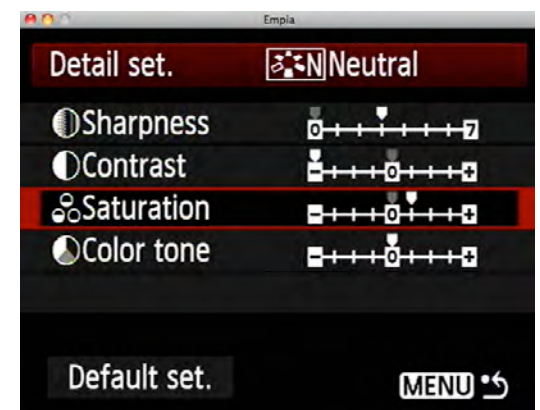 Empia
Detail set. N Neutral
Sharpness 0 7
Contrast - 0 +
Saturation - 0 +
Color tone - 0 +
Default set. MENU